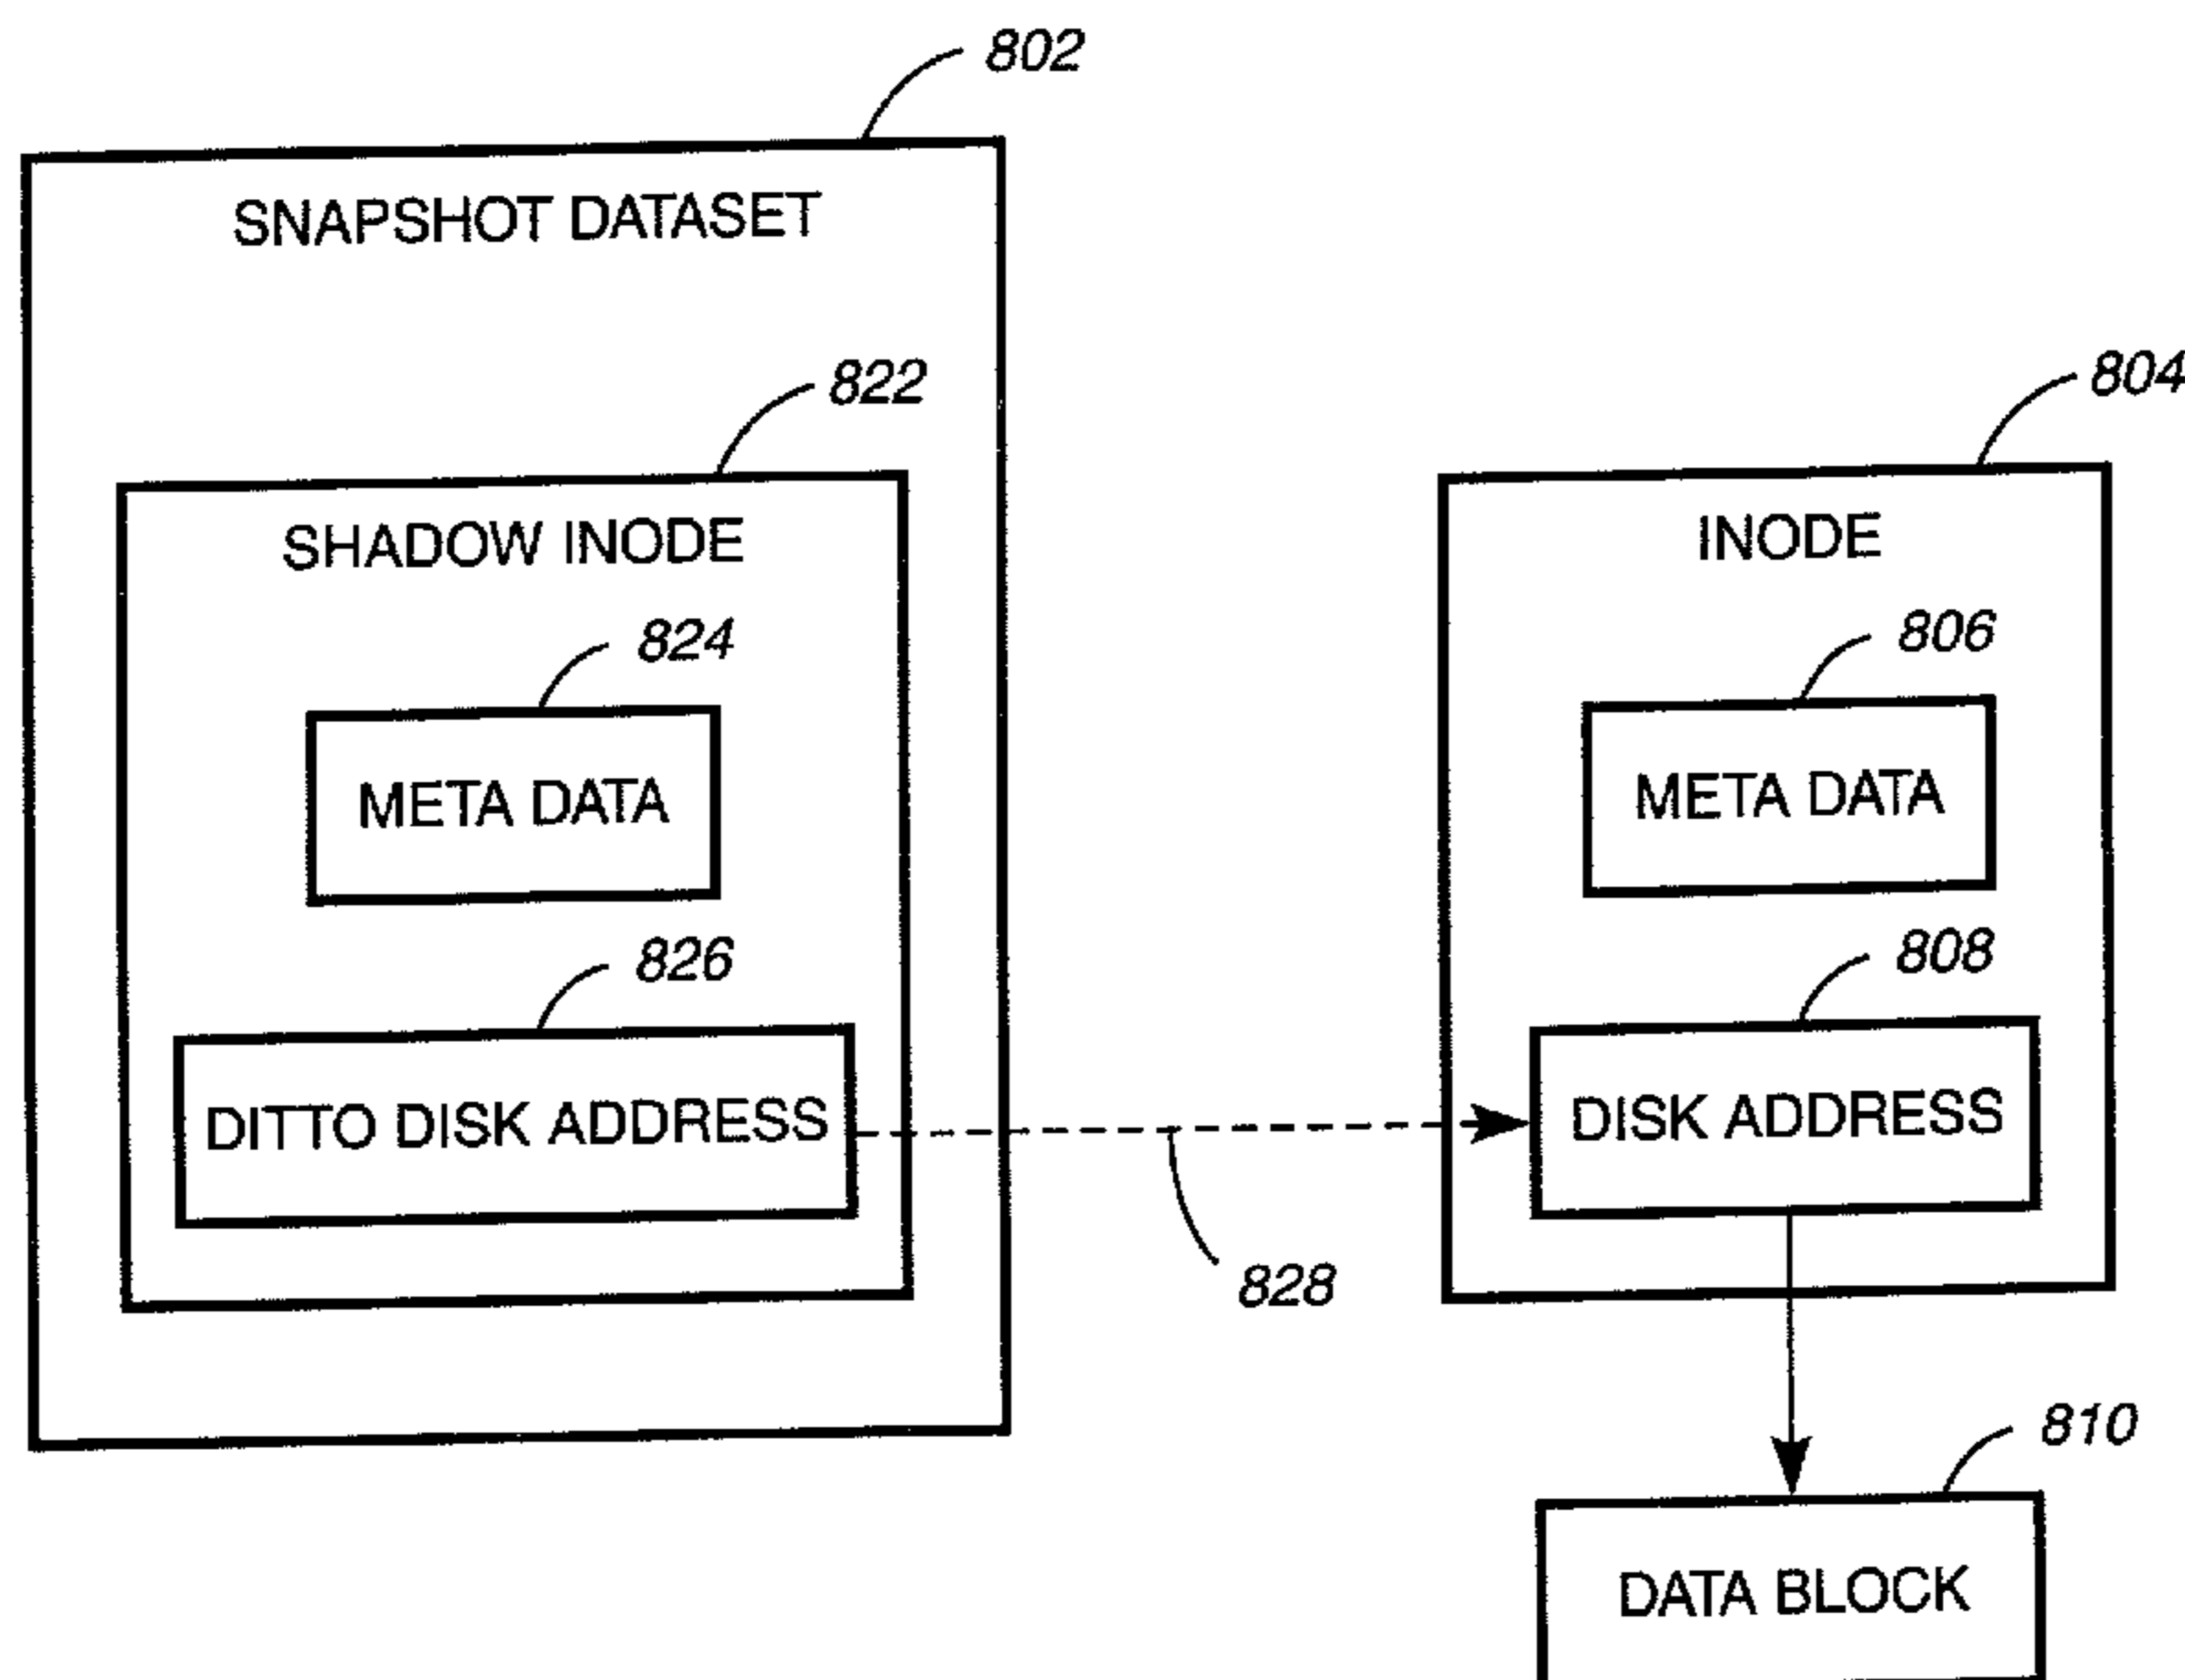 802
SNAPSHOT DATASET
822
804
SHADOW INODE
INODE
824
806
META DATA
META DATA
826
808
DITTO DISK ADDRESS
DISK ADDRESS
828
810
DATA BLOCK